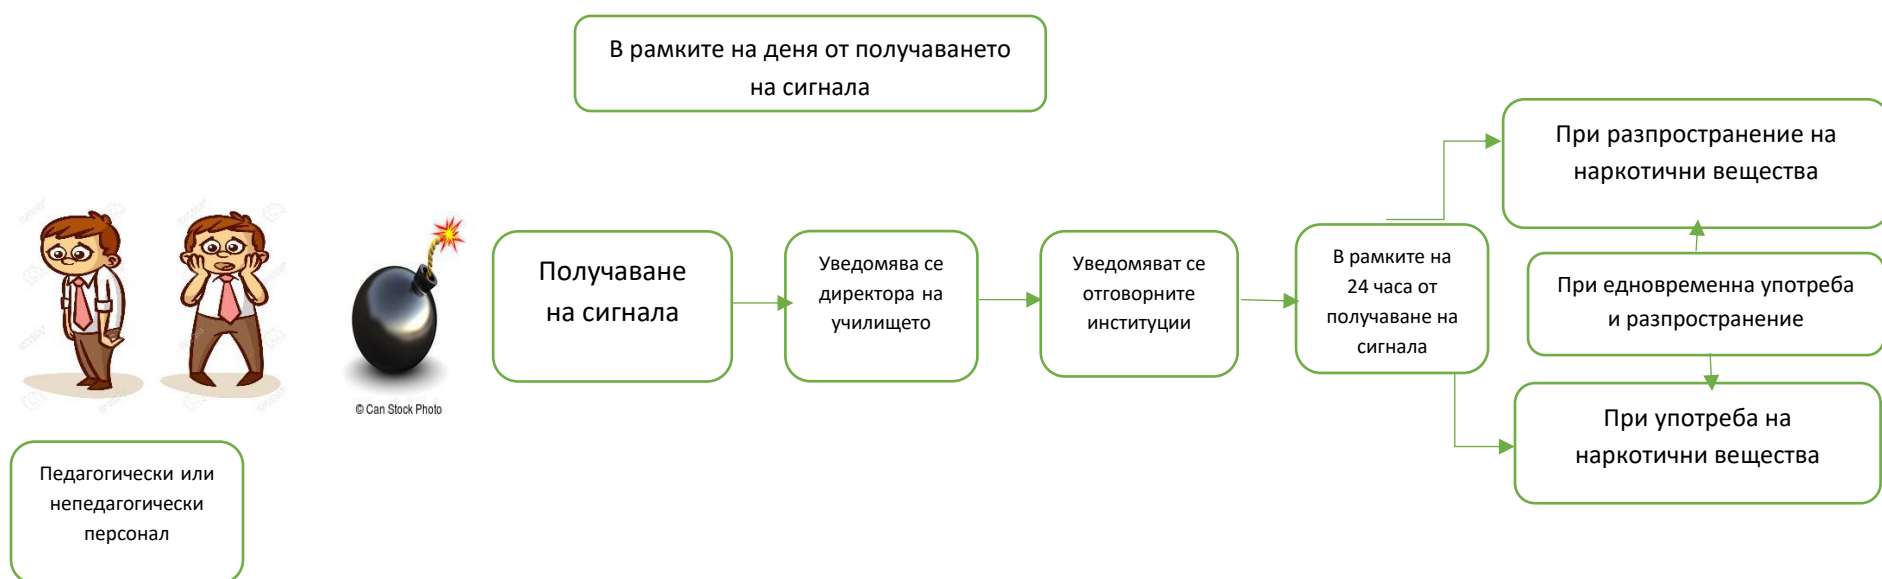 В рамките на деня от получаването
на сигнала
При разпространение на
наркотични вещества
Получаване
на сигнала
Уведомява се
директора на
училището
Уведомяват се
отговорните
институции
В рамките на
24 часа от
получаване на
сигнала
При едновременна употреба
и разпространение
При употреба на
наркотични вещества
© Can Stock Photo
Педагогически или
непедагогически
персонал